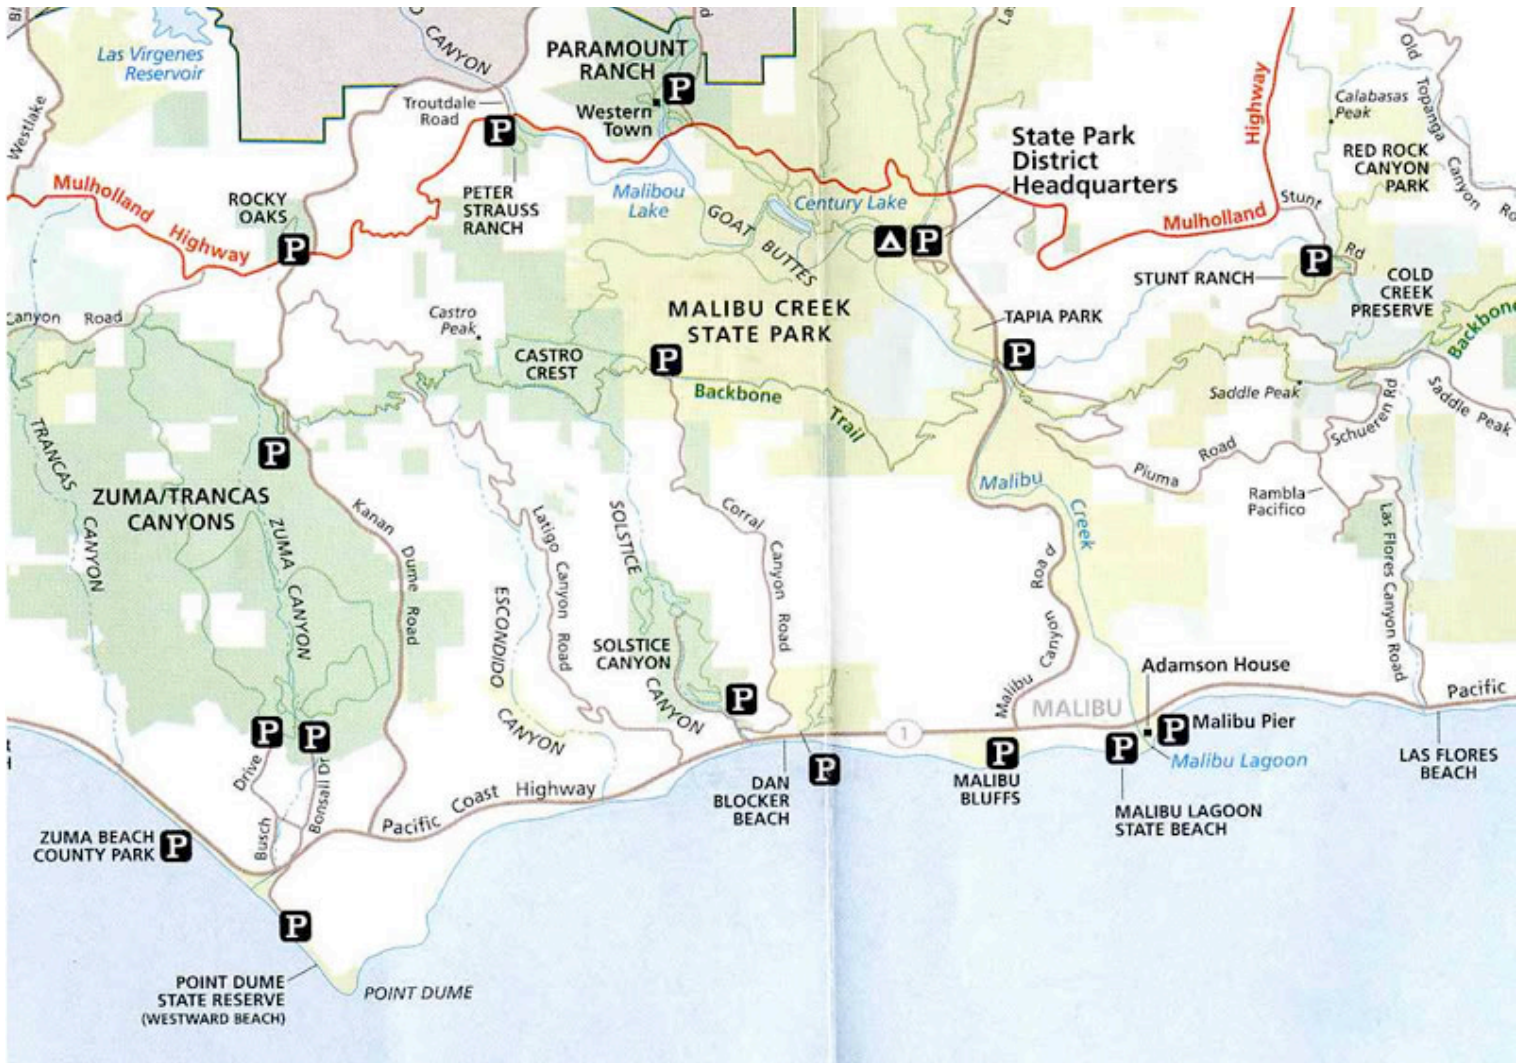 CANYON
Las Virgenes
Reservoir
PARAMOUNT
RANCH
P
Western
Town
Troutdale
Road
P
Westlake
Highway
Old Topanga Canyon
Calabasas
Peak
RED ROCK
CANYON
PARK
State Park
District
Headquarters
Mulholland
Highway
ROCKY
OAKS
P
PETER
STRAUSS
RANCH
Malibou
Lake
Century Lake
GOAT BUTTES
P
Mulholland
Stunt
Rd
P
STUNT RANCH
COLD
CREEK
PRESERVE
Backbone
Canyon Road
Castro
Peak
MALIBU CREEK
STATE PARK
TAPIA PARK
P
CASTRO
CREST
P
Backbone
Trail
Saddle Peak
Schueren Rd
Saddle Peak
TRANCAS
CANYON
P
ZUMA/TRANCAS
CANYONS
ZUMA
CANYON
Kanan
Dume
Road
Latigo Canyon Road
ESCONDIDO
CANYON
SOLSTICE
CANYON
Corral
Canyon
Road
Malibu
Creek
Piuma
Road
Rambla
Pacifico
Las Flores Canyon Road
Malibu Canyon Road
SOLSTICE
CANYON
P
Adamson House
MALIBU
1
Pacific
P
Malibu Pier
Malibu Lagoon
P
MALIBU LAGOON
STATE BEACH
P
MALIBU
BLUFFS
LAS FLORES
BEACH
P
P
Drive
Busch
Bonsall Dr
Pacific Coast Highway
DAN
BLOCKER
BEACH
P
ZUMA BEACH
COUNTY PARK
P
P
POINT DUME
STATE RESERVE
(WESTWARD BEACH)
POINT DUME